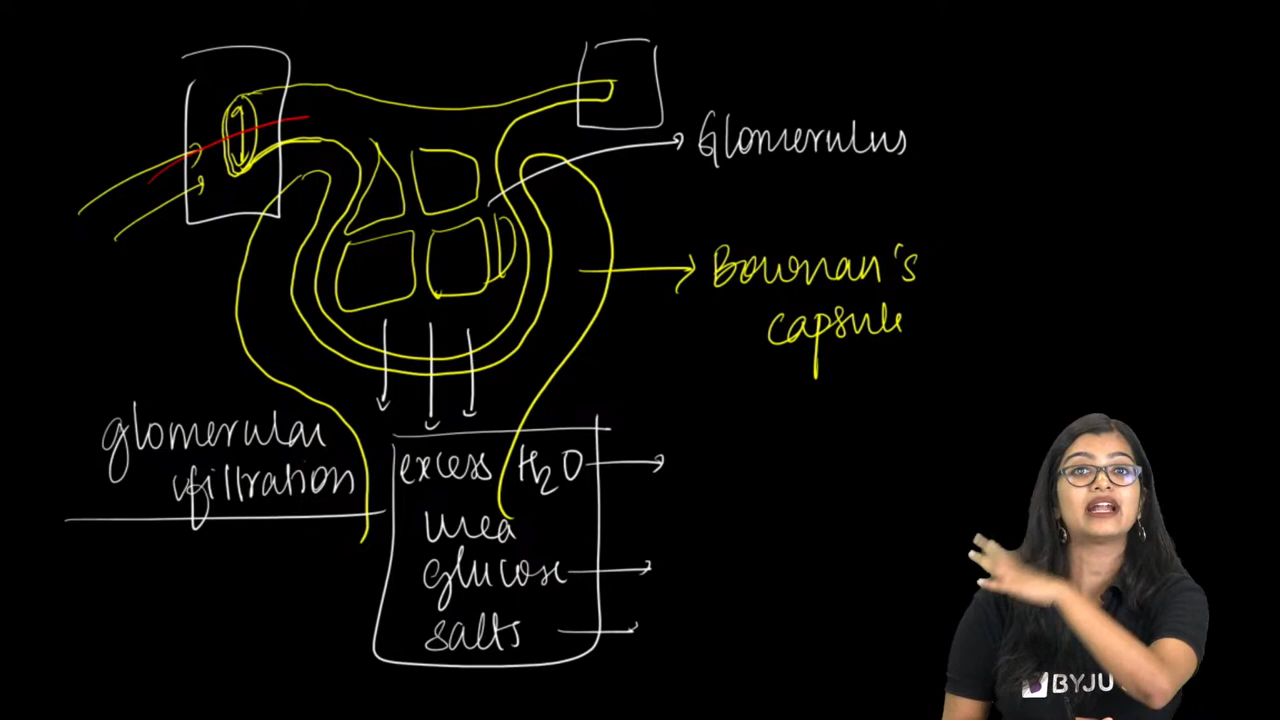 Glomerulus
Bowman's
capsule
glomerular
filtration
excess H₂O
urea
glucose
salts
BYJU